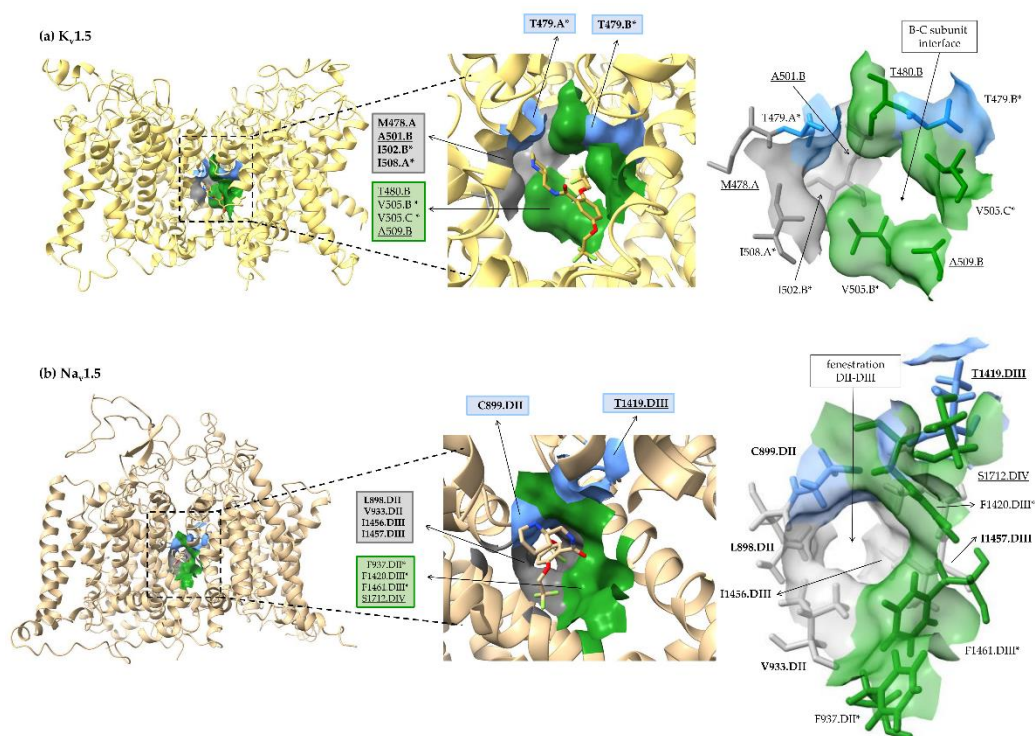 (a) Kv1.5
T479.A*
T479.B*
M478.A
A501.B
I502.B*
I508.A*
T480.B
V505.B *
V505.C *
A509.B
B-C subunit
interface
A501.B
T480.B
T479.A*
T479.B*
M478.A
V505.C*
I508.A*
A509.B
I502.B*
V505.B*
(b) Nav1.5
C899.DII
T1419.DIII
L898.DII
V933.DII
I1456.DIII
I1457.DIII
F937.DII*
F1420.DIII*
F1461.DIII*
S1712.DIV
fenestration
DII-DIII
T1419.DIII
C899.DII
S1712.DIV
F1420.DIII*
L898.DII
I1457.DIII
I1456.DIII
F1461.DIII*
V933.DII
F937.DII*